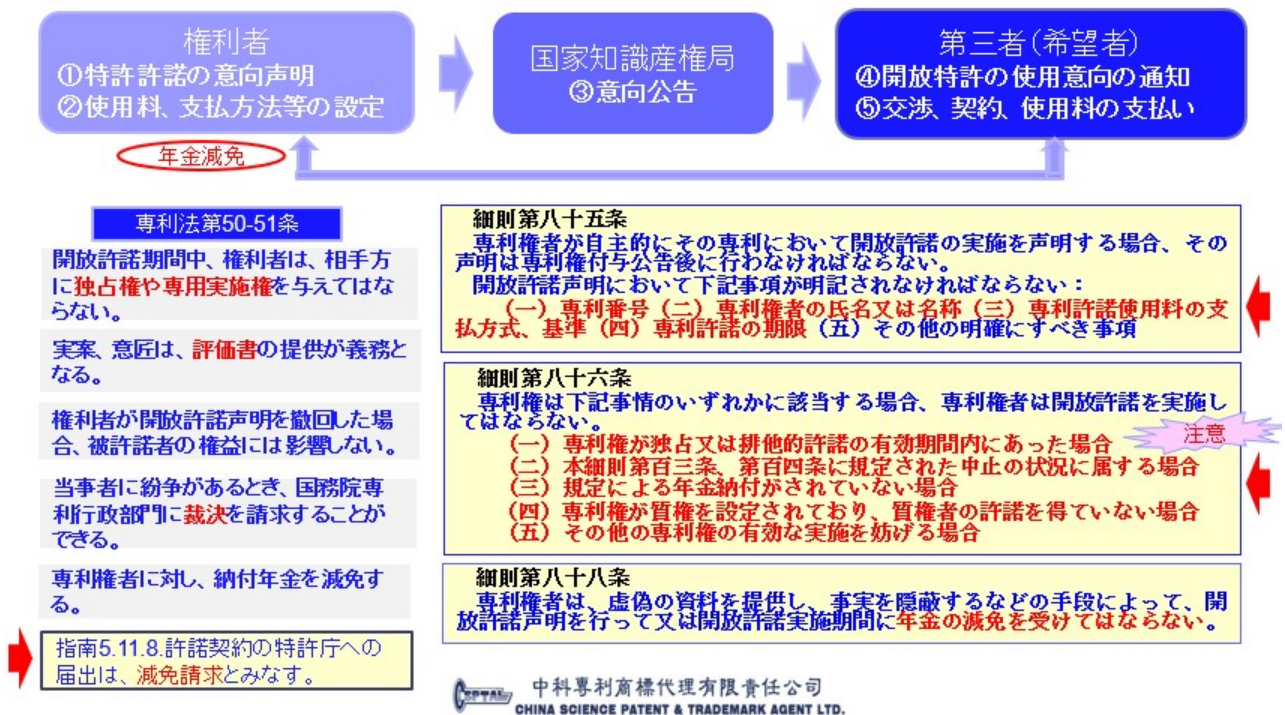 権利者
①特許許諾の意向声明
②使用料、支払方法等の設定
国家知識産権局
③意向公告
第三者(希望者)
④開放特許の使用意向の通知
⑤交渉、契約、使用料の支払い
年金減免
専利法第50-51条
開放許諾期間中、権利者は、相手方
に独占権や専用実施権を与えてはな
らない。
実案、意匠は、評価書の提供が義務と
なる。
権利者が開放許諾声明を撤回した場
合、被許諾者の権益には影響しない。
当事者に紛争があるとき、国務院専
利行政部門に裁決を請求することが
できる。
専利権者に対し、納付年金を減免す
る。
指南5.11.8.許諾契約の特許庁への
届出は、減免請求とみなす。
細則第八十五条
専利権者が自主的にその専利において開放許諾の実施を声明する場合、その
声明は専利権付与公告後に行わなければならない。
開放許諾声明において下記事項が明記されなければならない：
（一）専利番号（二）専利権者の氏名又は名称（三）専利許諾使用料の支
払方式、基準（四）専利許諾の期限（五）その他の明確にすべき事項
細則第八十六条
専利権は下記事情のいずれかに該当する場合、専利権者は開放許諾を実施し
てはならない。
（一）専利権が独占又は排他的許諾の有効期間内にあった場合
注意
（二）本細則第百三条、第百四条に規定された中止の状況に属する場合
（三）規定による年金納付がされていない場合
（四）専利権が質権を設定されており、質権者の許諾を得ていない場合
（五）その他の専利権の有効な実施を妨げる場合
細則第八十八条
専利権者は、虚偽の資料を提供し、事実を隠蔽するなどの手段によって、開
放許諾声明を行って又は開放許諾実施期間に年金の減免を受けてはならない。
CSPTAL 中科専利商標代理有限責任公司
CHINA SCIENCE PATENT & TRADEMARK AGENT LTD.